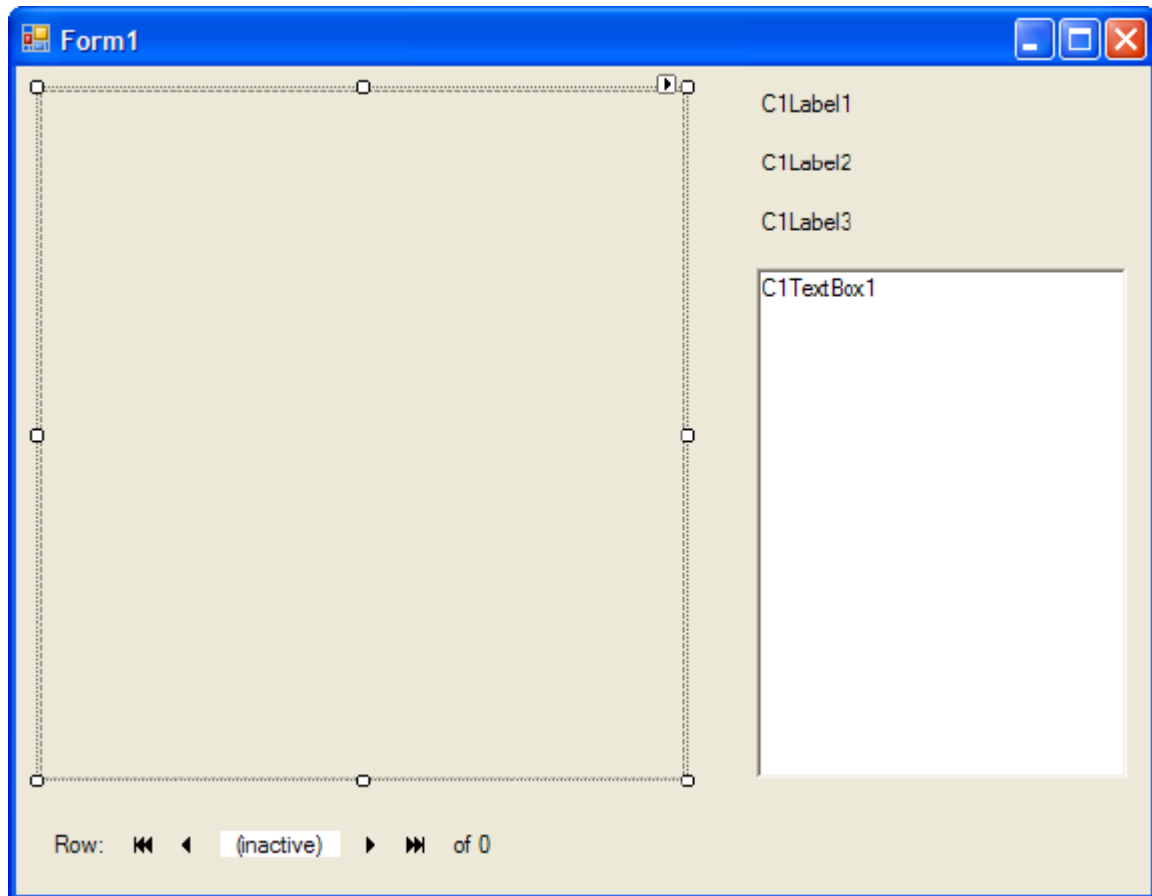 Form1
C1Label1
C1Label2
C1Label3
C1TextBox1
Row: (inactive) of 0